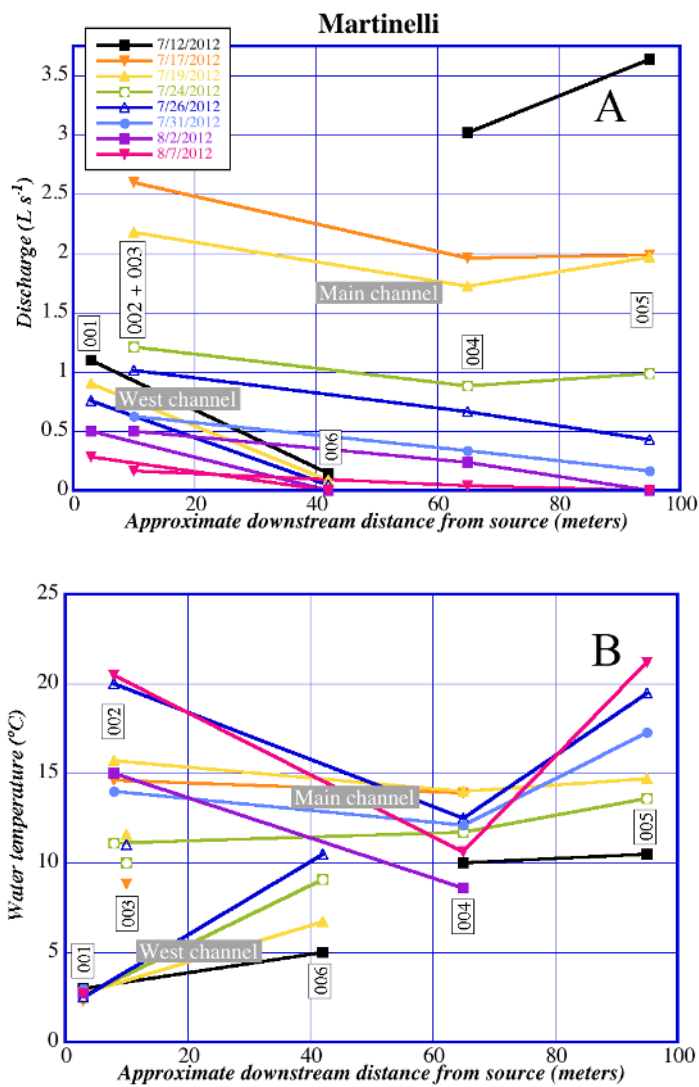 Martinelli
7/12/2012
7/17/2012
7/19/2012
7/24/2012
7/26/2012
7/31/2012
8/2/2012
8/7/2012
A
3.5
3
2.5
2
1.5
1
0.5
0
Discharge (L s⁻¹)
001
002 + 003
Main channel
004
005
West channel
006
0 20 40 60 80 100
Approximate downstream distance from source (meters)
B
25
20
15
10
5
0
Water temperature (°C)
002
Main channel
003
004
005
001
West channel
006
0 20 40 60 80 100
Approximate downstream distance from source (meters)